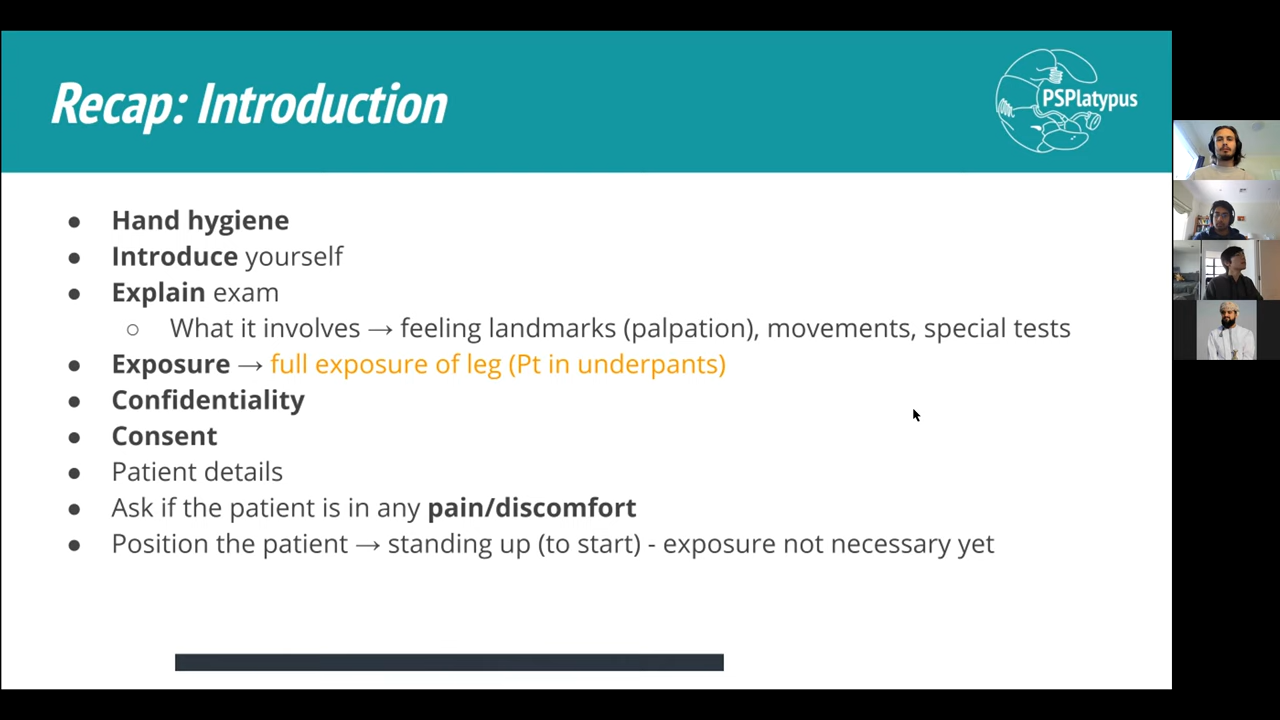 Recap: Introduction
PSPlatypus
● Hand hygiene
● Introduce yourself
● Explain exam
○ What it involves → feeling landmarks (palpation), movements, special tests
● Exposure → full exposure of leg (Pt in underpants)
● Confidentiality
● Consent
● Patient details
● Ask if the patient is in any pain/discomfort
● Position the patient → standing up (to start) - exposure not necessary yet